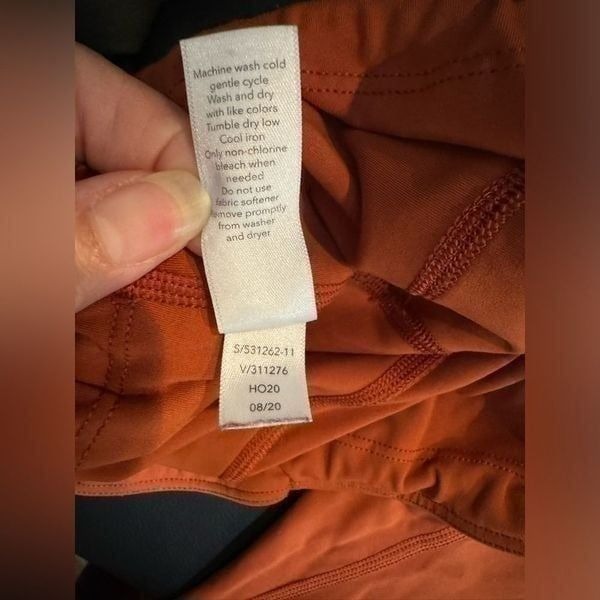 Machine wash cold
gentle cycle
Wash and dry
with like colors
Tumble dry low
Cool iron
Only non-chlorine
bleach when
needed
Do not use
fabric softener
Remove promptly
from washer
and dryer
S/531262-11
V/311276
HO20
08/20